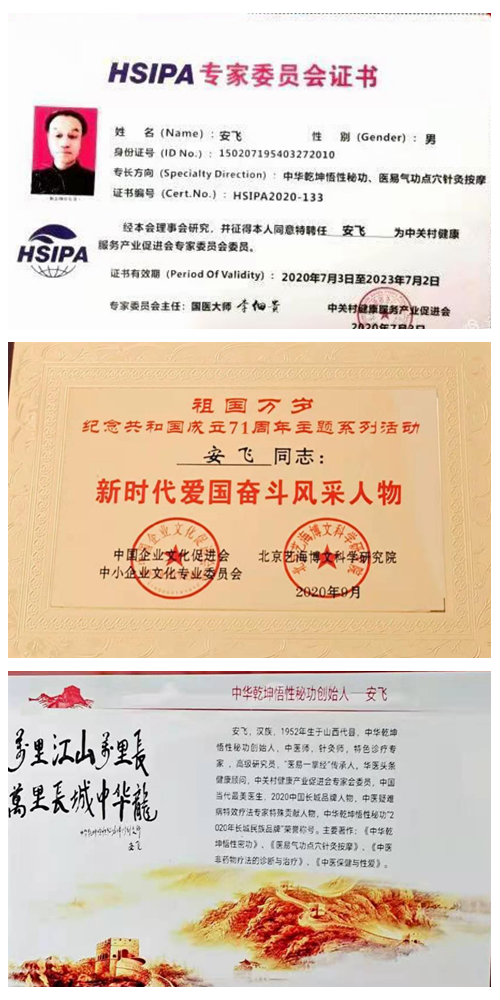 HSIPA专家委员会证书
姓 名（Name）：安飞 性 别（Gender）：男
身份证号（ID No.）：150207195403272010
专长方向（Specialty Direction）：中华乾坤悟性秘功、医易气功点穴针灸按摩
证书编号（Cert.No.）：HSIPA2020-133
经本会理事会研究，并征得本人同意特聘任 安飞 为中关村健康
服务产业促进会专家委员会委员。
HSIPA
证书有效期（Period Of Validity）：2020年7月3日至2023年7月2日
专家委员会主任：国医大师 李佃贵 中关村健康服务产业促进会
2020年7月3日
祖国万岁
纪念共和国成立71周年主题系列活动
安飞 同志：
新时代爱国奋斗风采人物
中国企业文化促进会 北京艺海博文科学研究院
中小企业文化专业委员会
2020年9月
中华乾坤悟性秘功创始人——安飞
万里江山万里长
万里长城中华龙
安飞，汉族，1952年生于山西代县，中华乾坤
悟性秘功创始人，中医师，针灸师，特色诊疗专
家，高级研究员，“医易一掌经”传承人，华医头条
健康顾问，中关村健康产业促进会专家会委员，中国
当代最美医生，2020中国长城品牌人物，中医疑难
病特效疗法专家特殊贡献人物，中华乾坤悟性秘功“2
020年长城民族品牌”荣誉称号。主要著作：《中华乾
坤悟性密功》、《医易气功点穴针灸按摩》、《中医
非药物疗法的诊断与治疗》、《中医保健与性爱》。